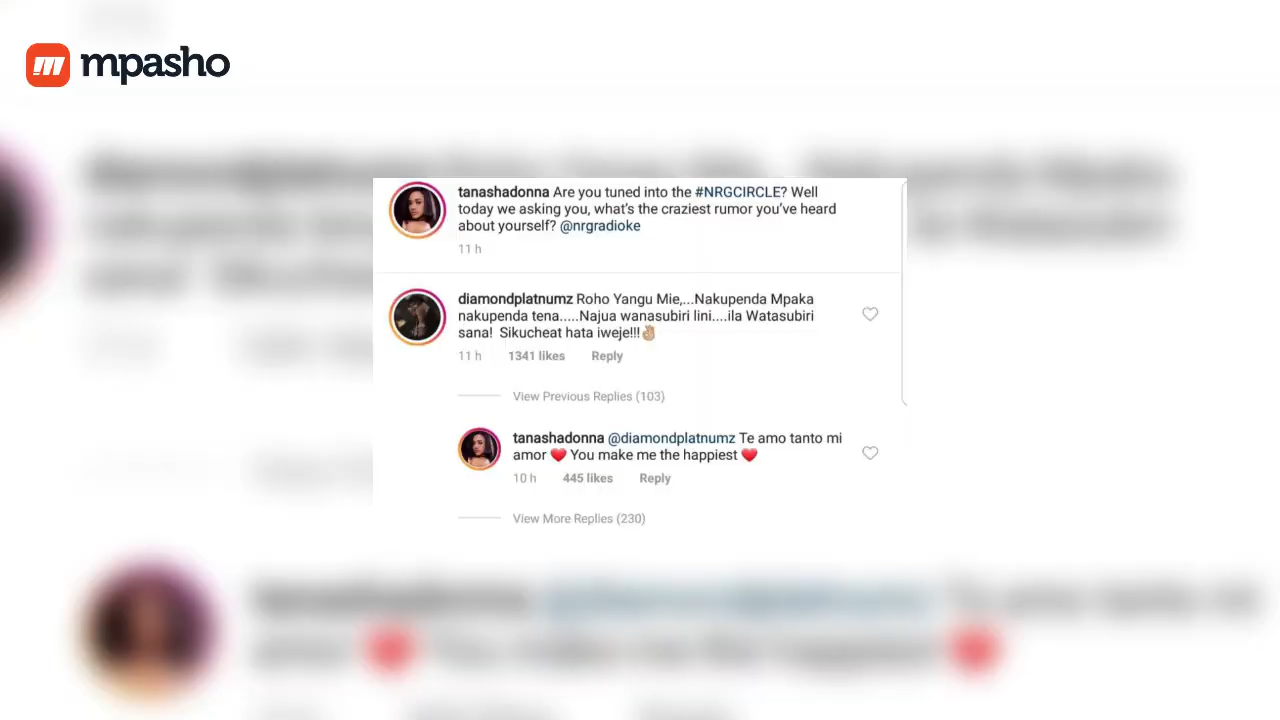 mpasho
tanashadonna Are you tuned into the #NRGCIRCLE? Well
today we asking you, what's the craziest rumor you've heard
about yourself? @nrgradioke
11 h
diamondplatnumz Roho Yangu Mie,...Nakupenda Mpaka
nakupenda tena.....Najua wanasubiri lini....ila Watasubiri
sana! Sikucheat hata iweje!!!✌🏼
11 h 1341 likes Reply
View Previous Replies (103)
tanashadonna @diamondplatnumz Te amo tanto mi
amor ❤️ You make me the happiest ❤️
10 h 445 likes Reply
View More Replies (230)